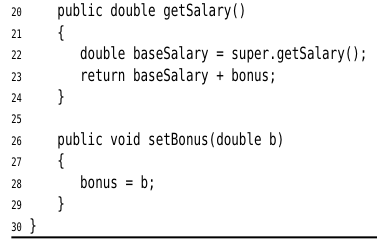 20    public double getSalary()
21    {
22       double baseSalary = super.getSalary();
23       return baseSalary + bonus;
24    }
25
26    public void setBonus(double b)
27    {
28       bonus = b;
29    }
30 }